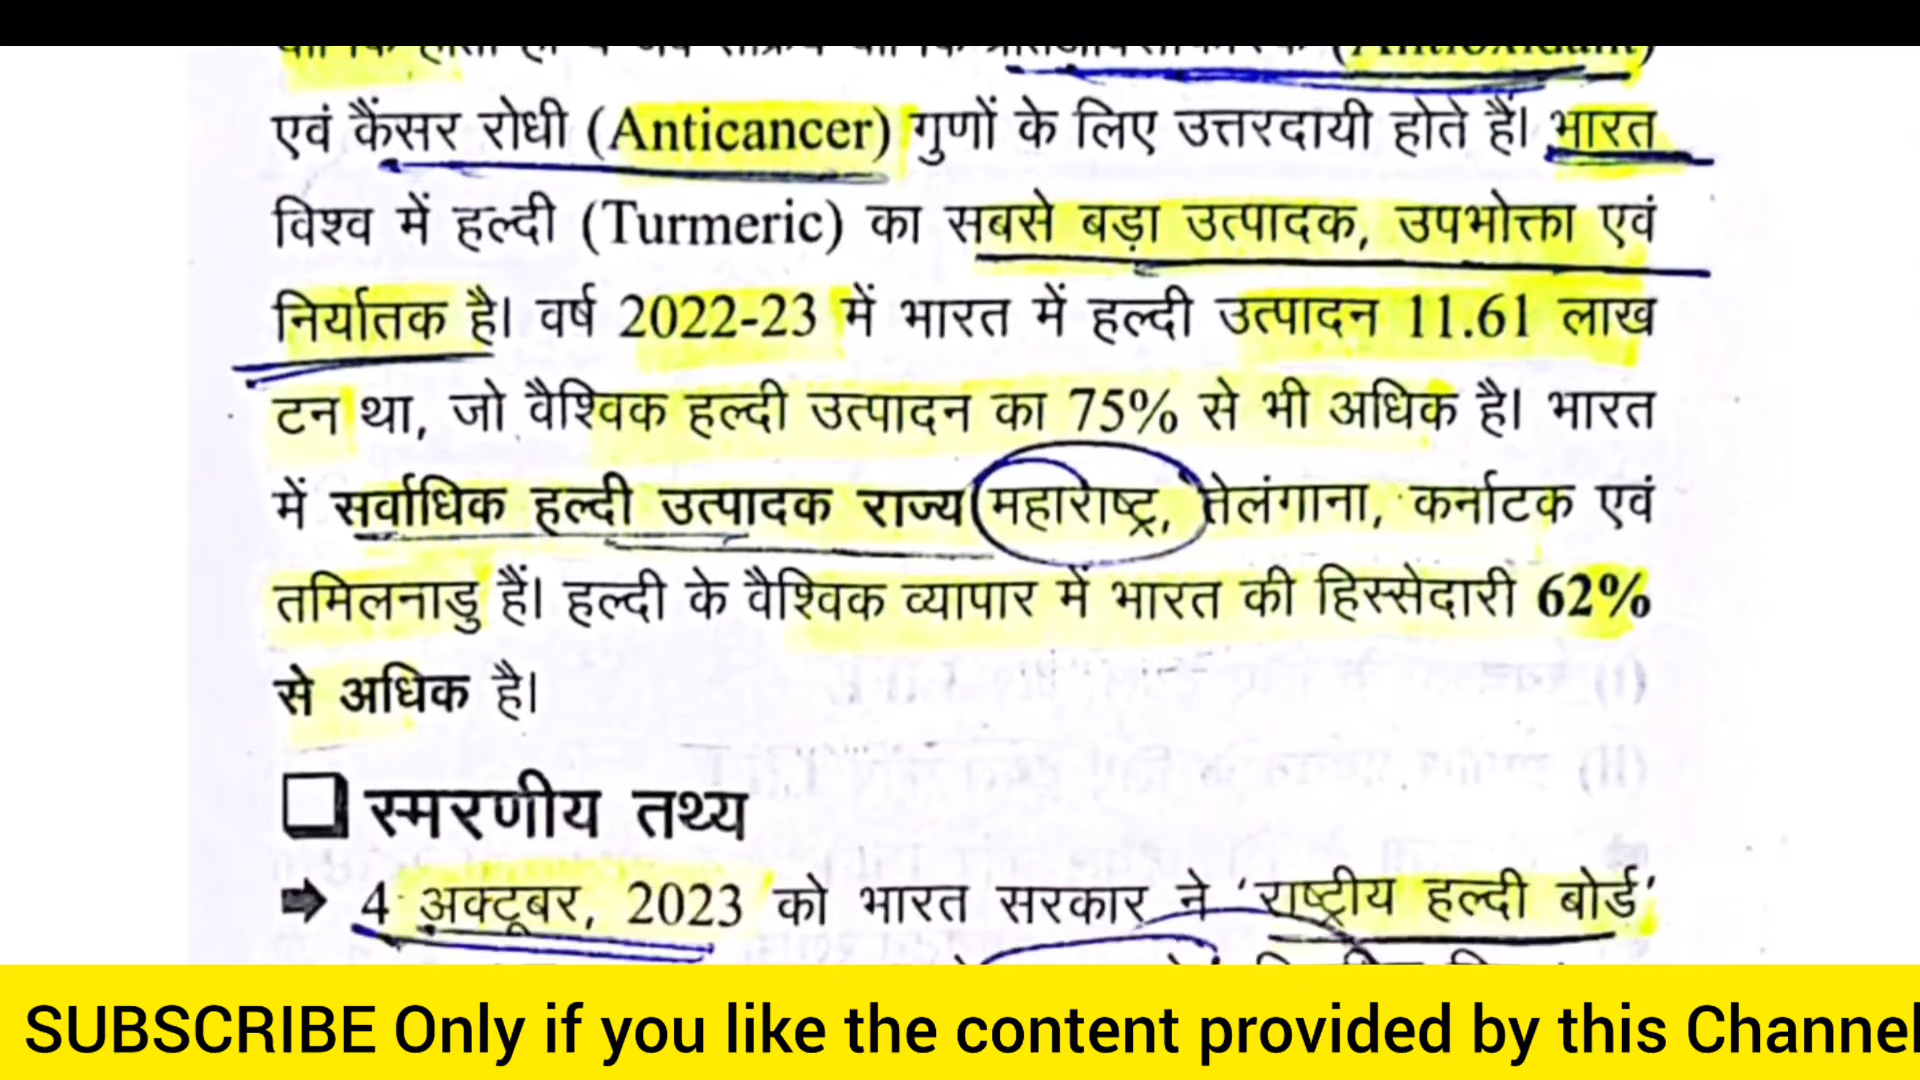 (Antioxidant)
एवं कैंसर रोधी (Anticancer) गुणों के लिए उत्तरदायी होते हैं। भारत
विश्व में हल्दी (Turmeric) का सबसे बड़ा उत्पादक, उपभोक्ता एवं
निर्यातक है। वर्ष 2022-23 में भारत में हल्दी उत्पादन 11.61 लाख
टन था, जो वैश्विक हल्दी उत्पादन का 75% से भी अधिक है। भारत
में सर्वाधिक हल्दी उत्पादक राज्य महाराष्ट्र, तेलंगाना, कर्नाटक एवं
तमिलनाडु हैं। हल्दी के वैश्विक व्यापार में भारत की हिस्सेदारी 62%
से अधिक है।
स्मरणीय तथ्य
4 अक्टूबर, 2023 को भारत सरकार ने 'राष्ट्रीय हल्दी बोर्ड'
SUBSCRIBE Only if you like the content provided by this Channel